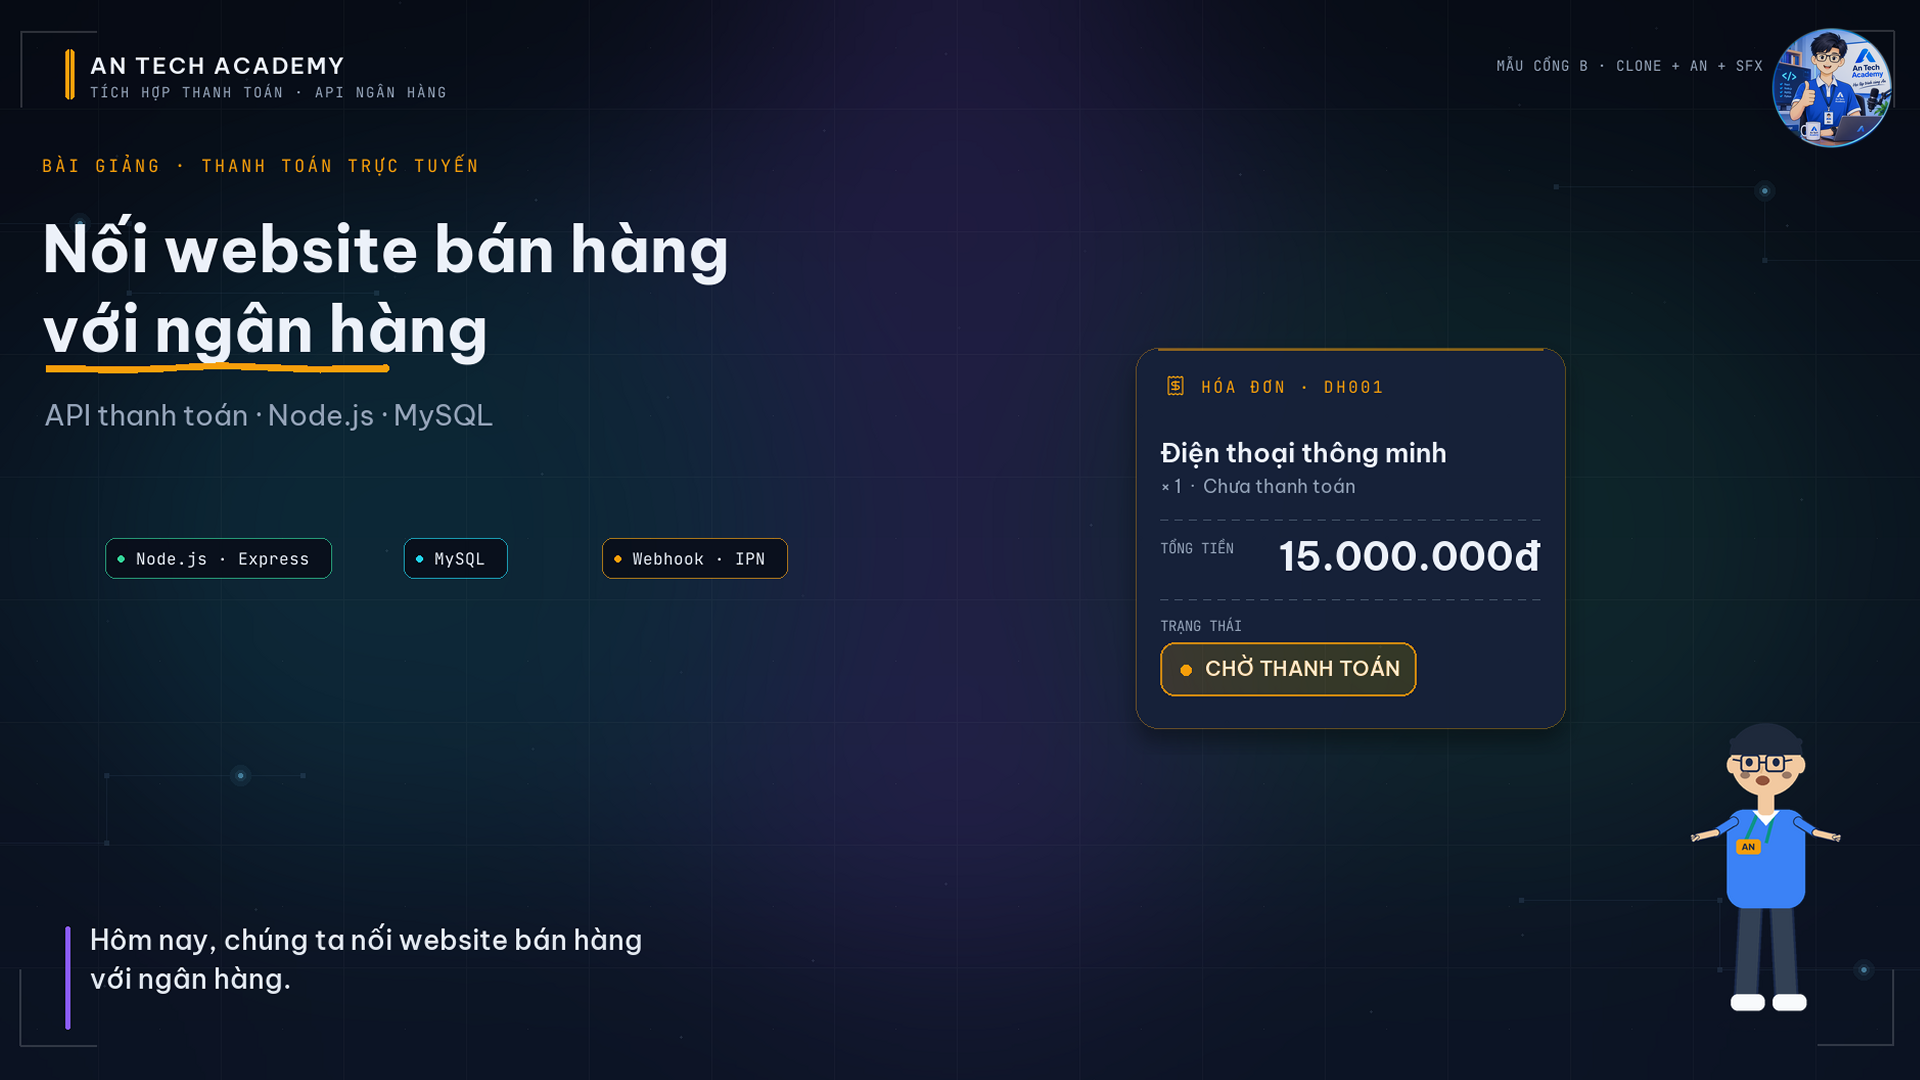 AN TECH ACADEMY
TÍCH HỢP THANH TOÁN · API NGÂN HÀNG
MẪU CỔNG B · CLONE + AN + SFX
An Tech
Academy
BÀI GIẢNG · THANH TOÁN TRỰC TUYẾN
Nối website bán hàng
với ngân hàng
API thanh toán · Node.js · MySQL
Node.js · Express
MySQL
Webhook · IPN
HÓA ĐƠN · DH001
Điện thoại thông minh
× 1 · Chưa thanh toán
TỔNG TIỀN
15.000.000đ
TRẠNG THÁI
CHỜ THANH TOÁN
AN
Hôm nay, chúng ta nối website bán hàng
với ngân hàng.